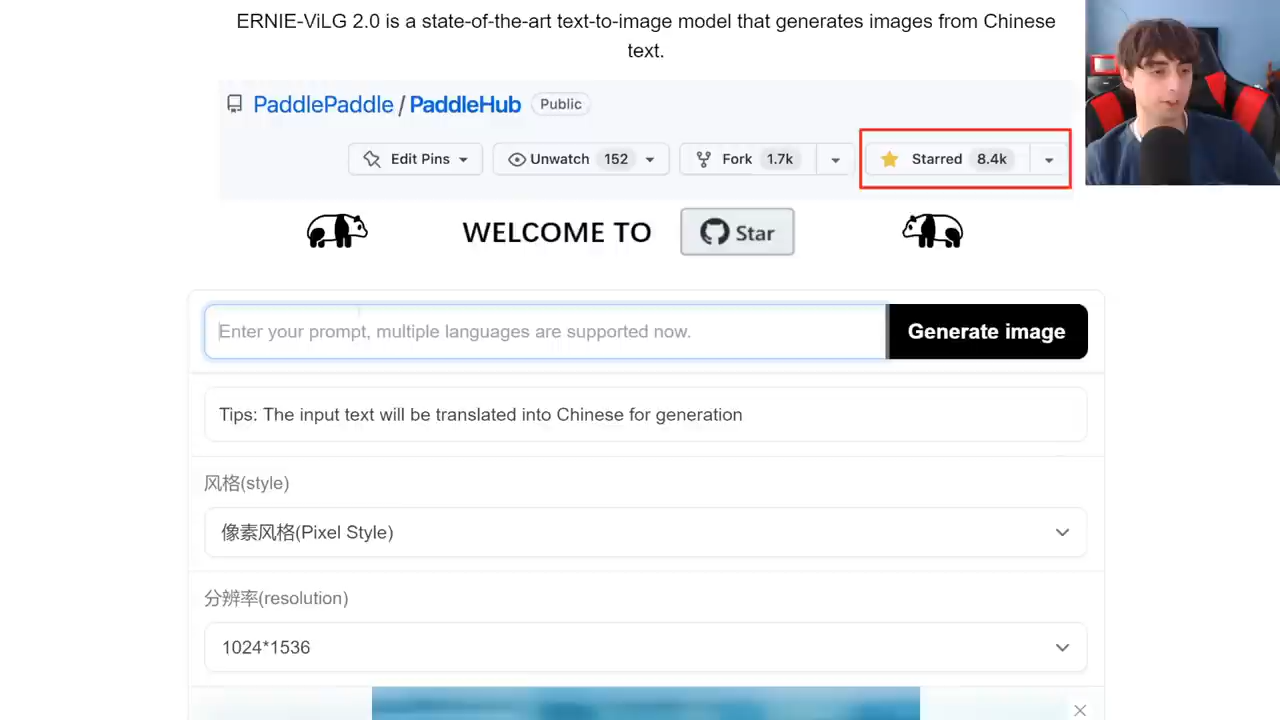 ERNIE-ViLG 2.0 is a state-of-the-art text-to-image model that generates images from Chinese
text.
PaddlePaddle / PaddleHub Public
Edit Pins Unwatch 152 Fork 1.7k Starred 8.4k
WELCOME TO Star
Enter your prompt, multiple languages are supported now. Generate image
Tips: The input text will be translated into Chinese for generation
风格(style)
像素风格(Pixel Style)
分辨率(resolution)
1024*1536